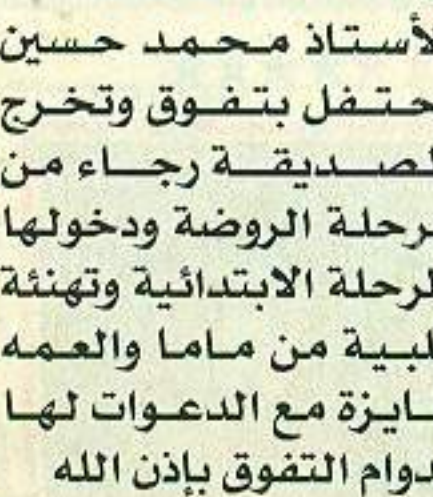 لأستاذ محمد حسين
حتفل بتفوق وتخرج
لصديقة رجاء من
رحلة الروضة ودخولها
لرحلة الابتدائية وتهنئة
لبية من ماما والعمه
ايزة مع الدعوات لها
دوام التفوق بإذن الله